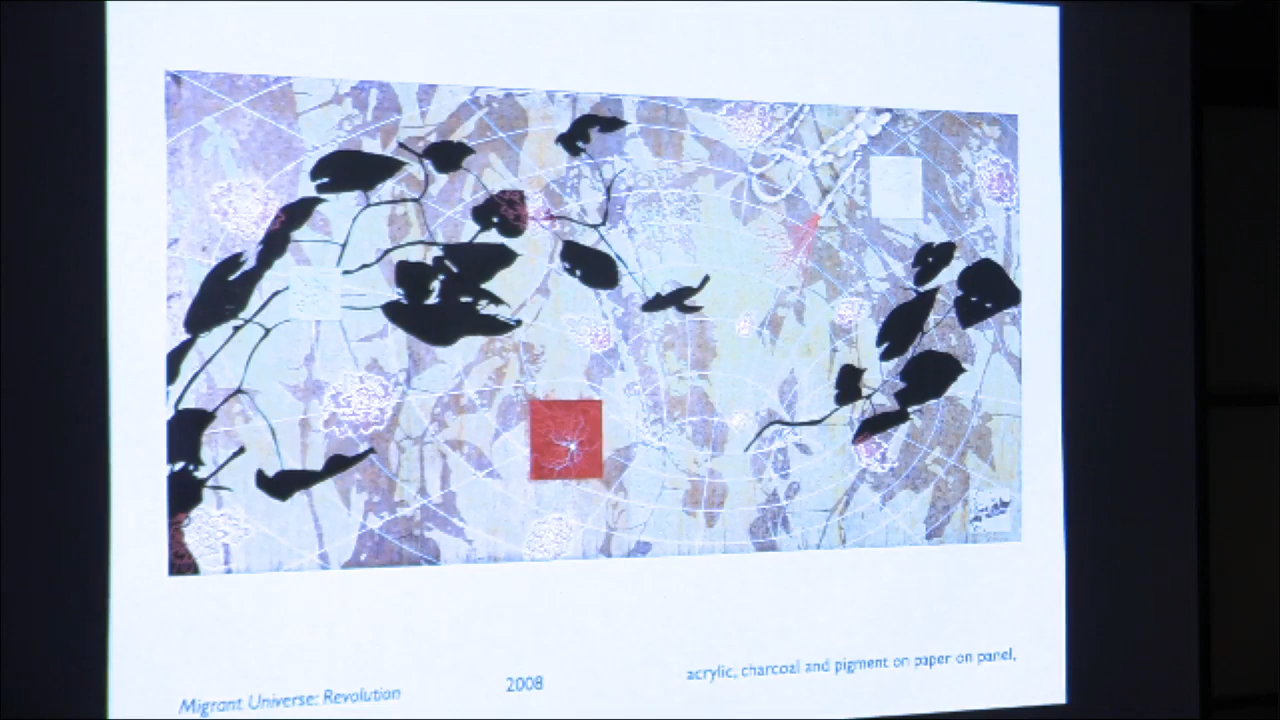 Migrant Universe: Revolution 2008 acrylic, charcoal and pigment on paper on panel,